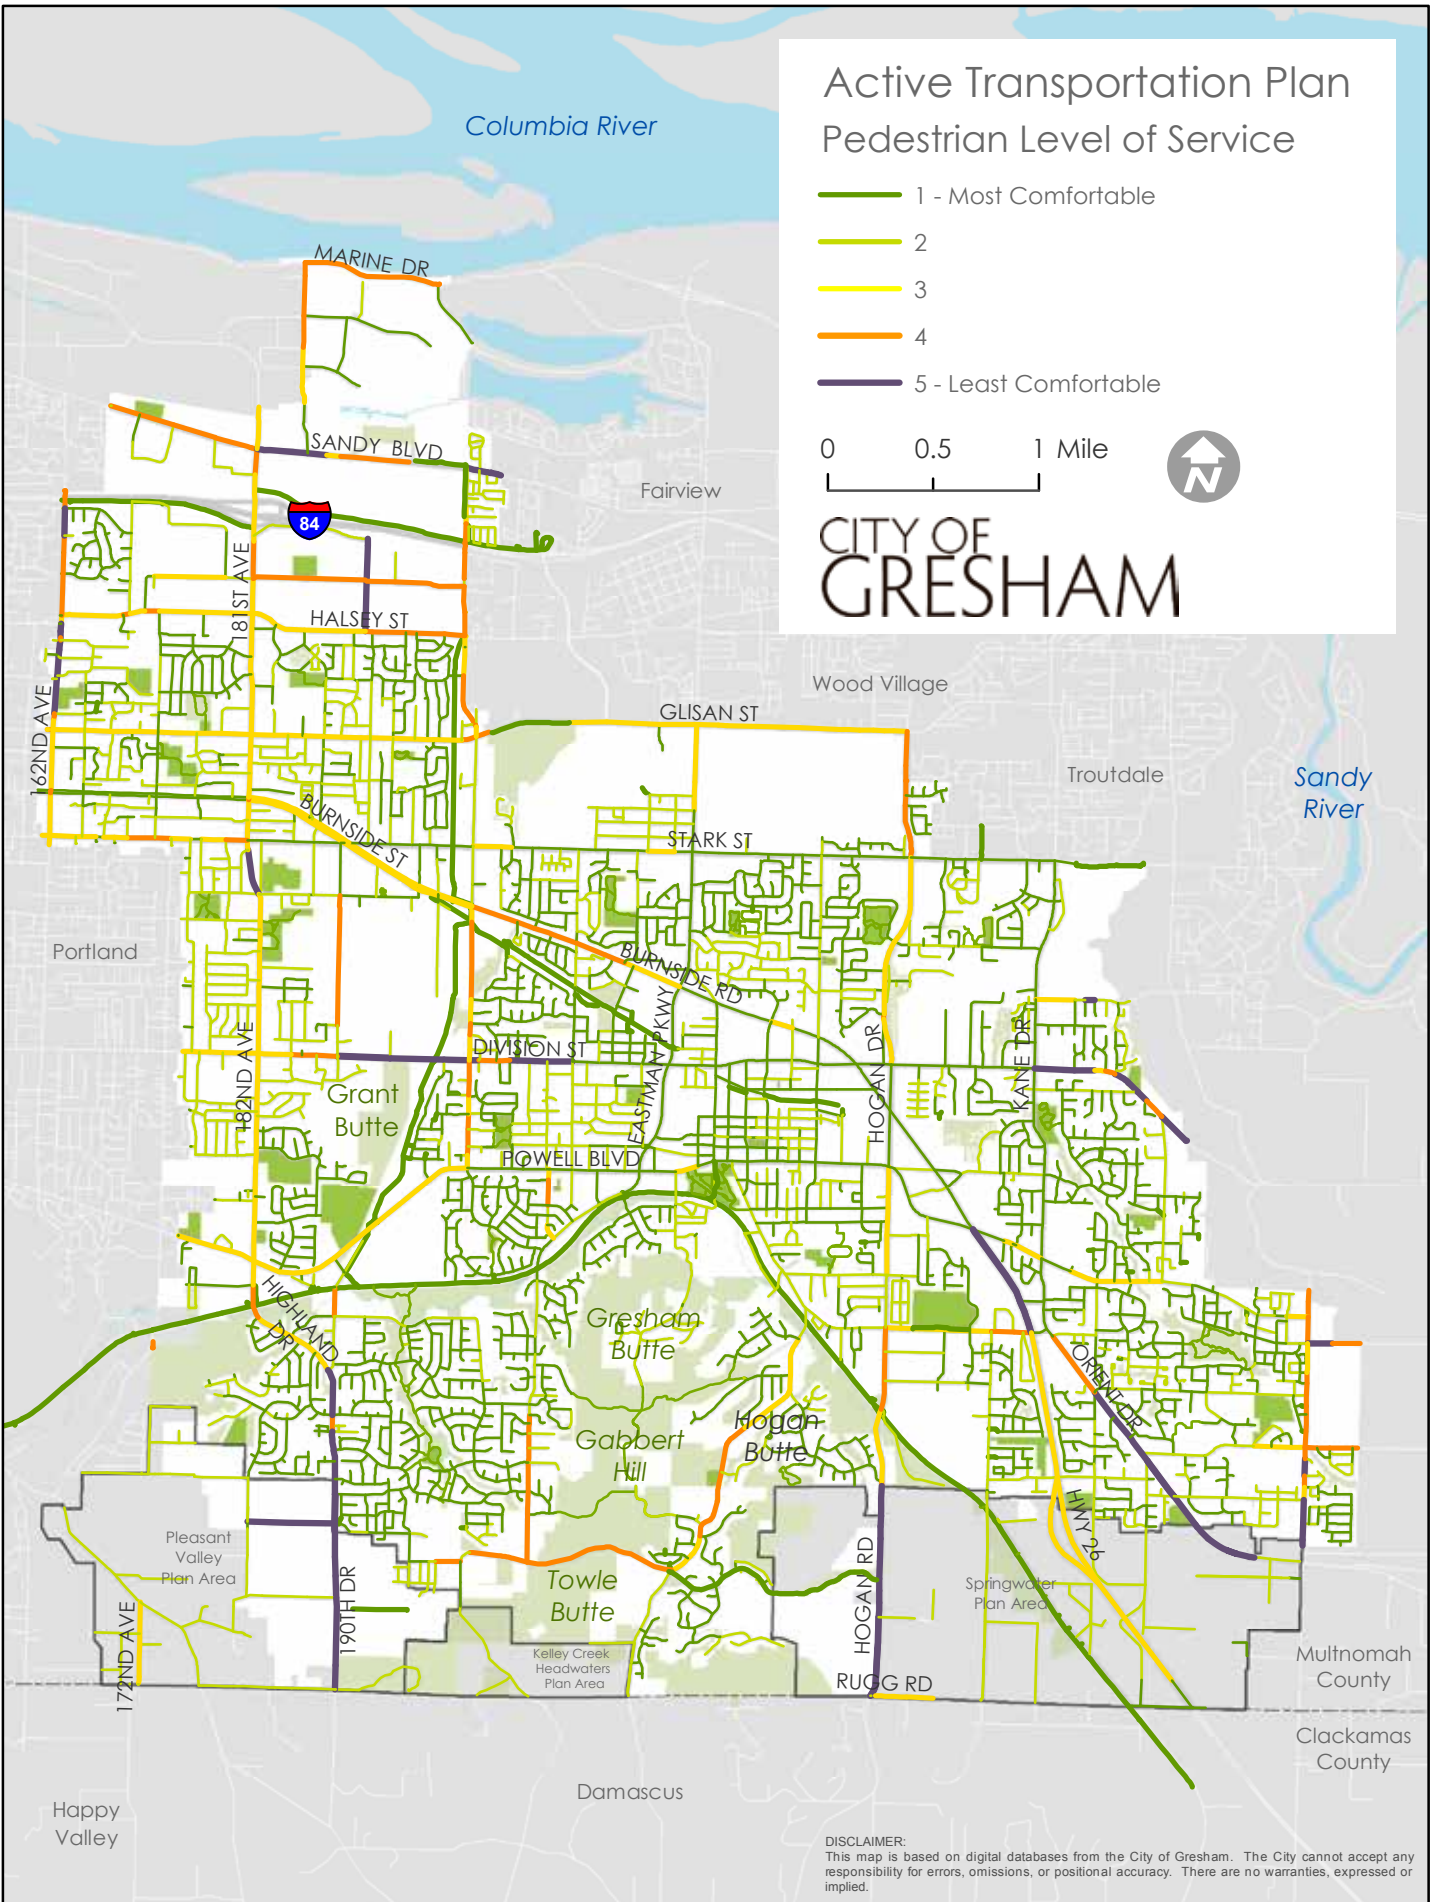 Active Transportation Plan
Pedestrian Level of Service
1 - Most Comfortable
2
3
4
5 - Least Comfortable
0 0.5 1 Mile
N
CITY OF
GRESHAM
Columbia River
MARINE DR
SANDY BLVD
Fairview
84
181ST AVE
HALSEY ST
162ND AVE
Wood Village
GLISAN ST
Troutdale
Sandy
River
BURNSIDE ST
STARK ST
Portland
BURNSIDE RD
EASTMAN PKWY
182ND AVE
DIVISION ST
HOGAN DR
KANE DR
Grant
Butte
POWELL BLVD
HIGHLAND
DR
Gresham
Butte
ORIENT DR
Hogan
Butte
Gabbert
Hill
HWY 26
Pleasant
Valley
Plan Area
190TH DR
Towle
Butte
HOGAN RD
Springwater
Plan Area
172ND AVE
Kelley Creek
Headwaters
Plan Area
RUGG RD
Multnomah
County
Clackamas
County
Damascus
Happy
Valley
DISCLAIMER:
This map is based on digital databases from the City of Gresham. The City cannot accept any
responsibility for errors, omissions, or positional accuracy. There are no warranties, expressed or
implied.